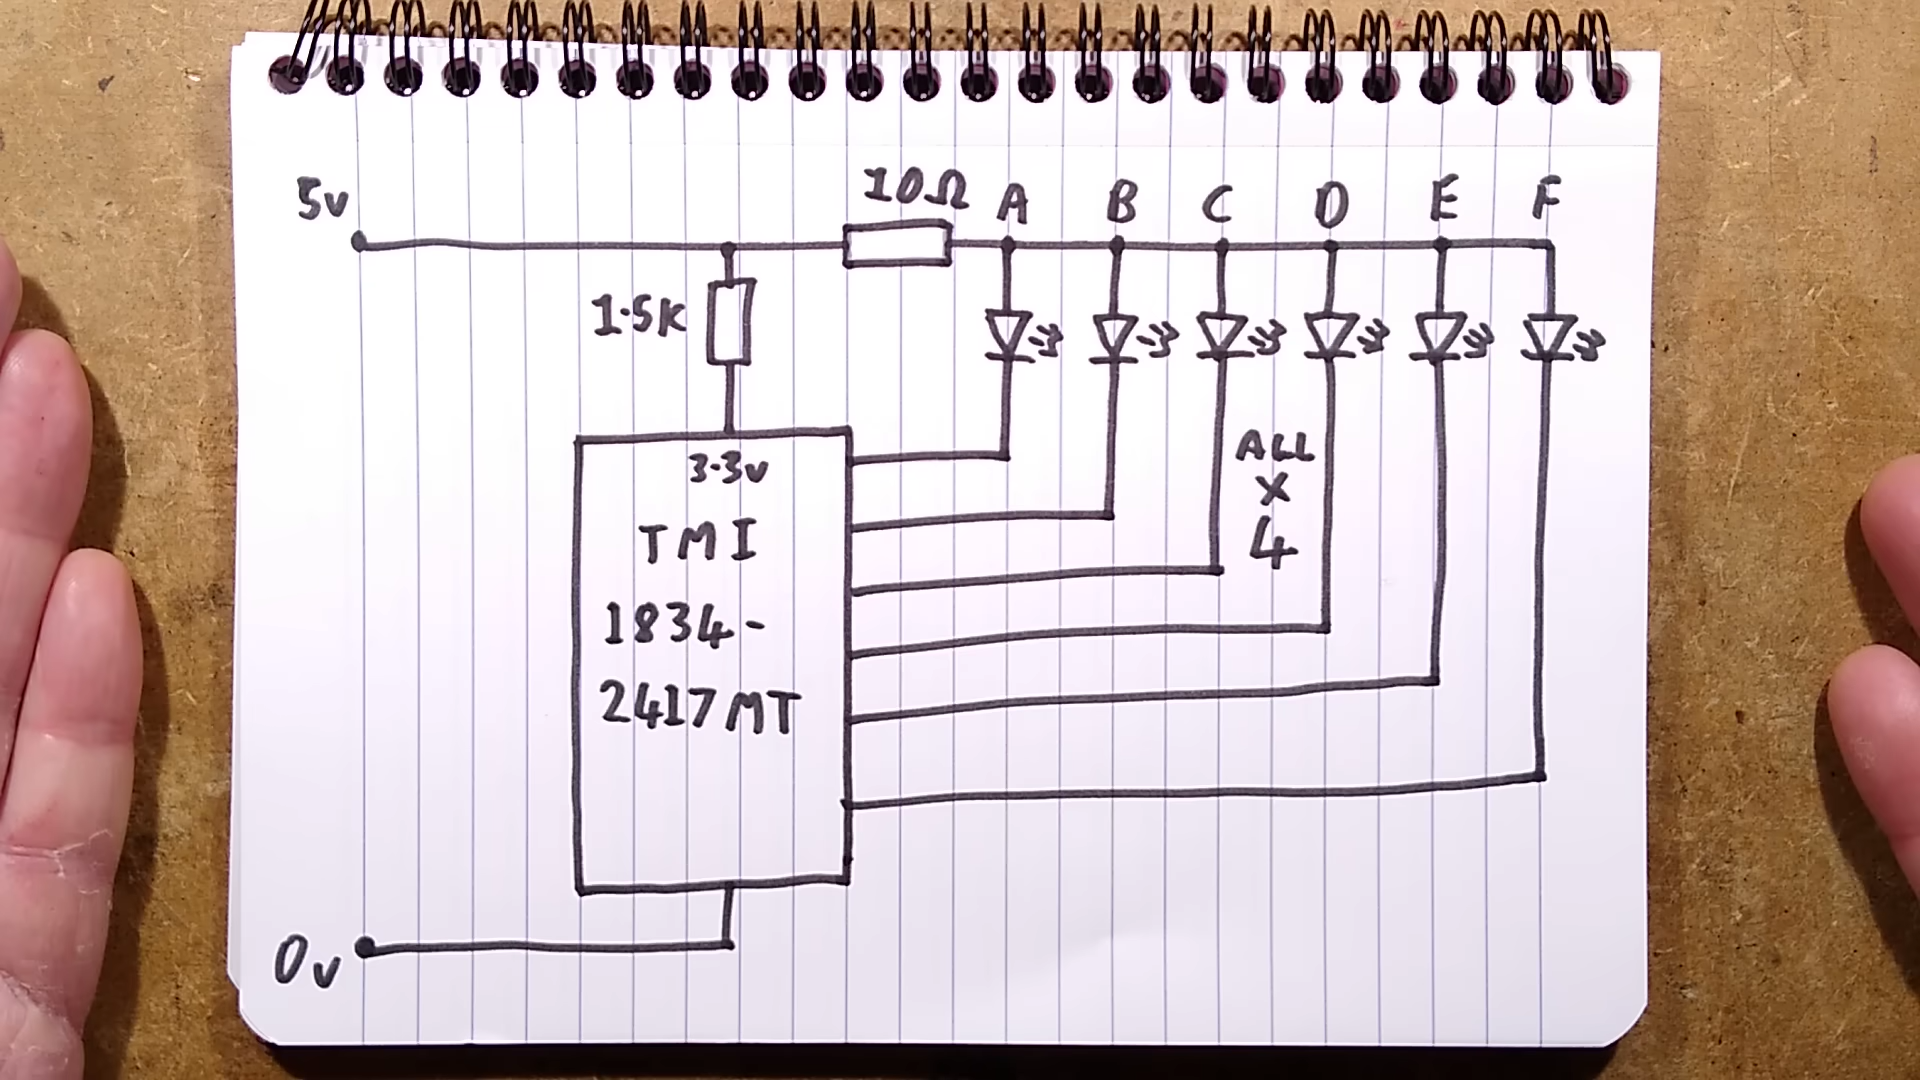 5v
10Ω
A B C D E F
1.5K
3.3v
TMI
1834-
2417MT
ALL
X
4
0v